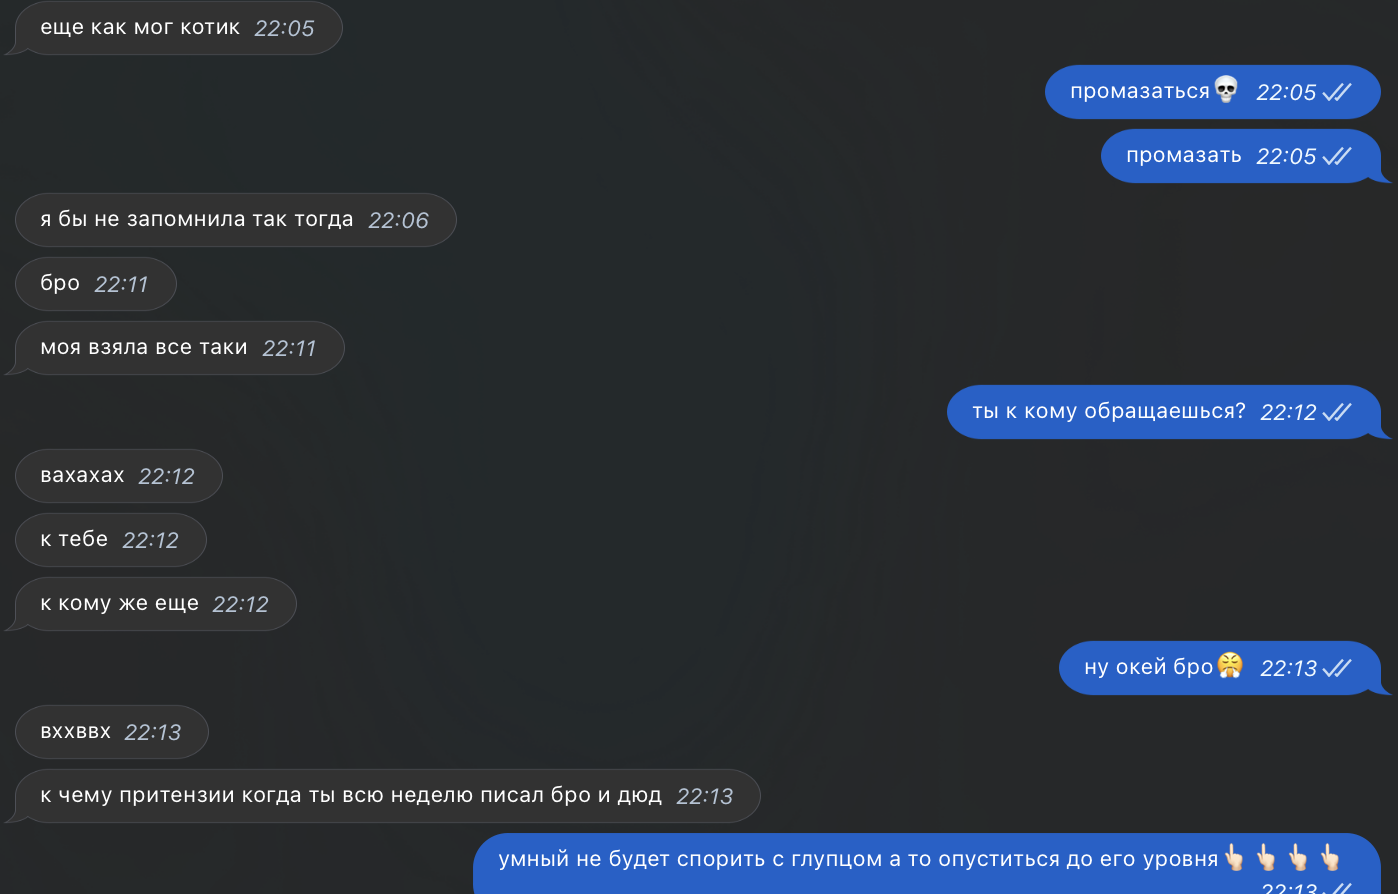 еще как мог котик 22:05
промазаться💀 22:05
промазать 22:05
я бы не запомнила так тогда 22:06
бро 22:11
моя взяла все таки 22:11
ты к кому обращаешься? 22:12
вахахах 22:12
к тебе 22:12
к кому же еще 22:12
ну окей бро😤 22:13
вххввх 22:13
к чему притензии когда ты всю неделю писал бро и дюд 22:13
умный не будет спорить с глупцом а то опуститься до его уровня👆🏻👆🏻👆🏻👆🏻
22:13